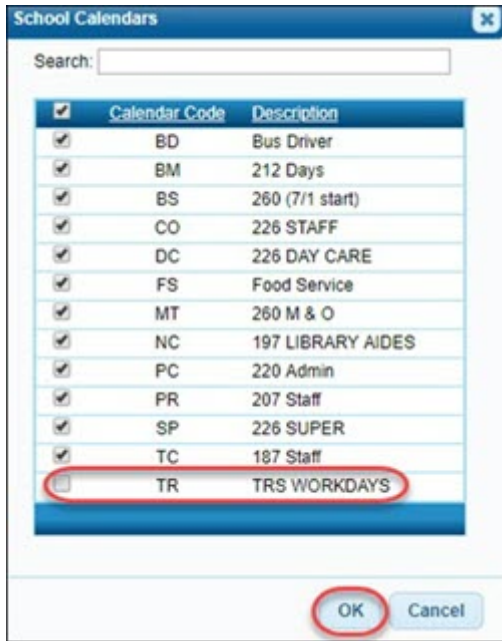 School Calendars
Search:
Calendar Code Description
BD Bus Driver
BM 212 Days
BS 260 (7/1 start)
CO 226 STAFF
DC 226 DAY CARE
FS Food Service
MT 260 M & O
NC 197 LIBRARY AIDES
PC 220 Admin
PR 207 Staff
SP 226 SUPER
TC 187 Staff
TR TRS WORKDAYS
OK Cancel